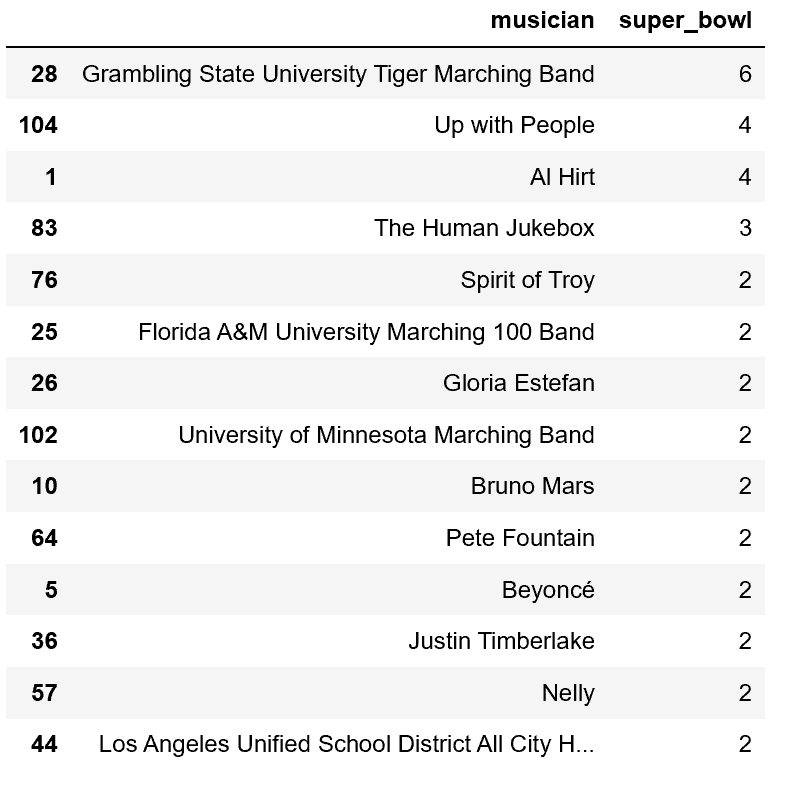 musician super_bowl
28 Grambling State University Tiger Marching Band 6
104 Up with People 4
1 Al Hirt 4
83 The Human Jukebox 3
76 Spirit of Troy 2
25 Florida A&M University Marching 100 Band 2
26 Gloria Estefan 2
102 University of Minnesota Marching Band 2
10 Bruno Mars 2
64 Pete Fountain 2
5 Beyoncé 2
36 Justin Timberlake 2
57 Nelly 2
44 Los Angeles Unified School District All City H... 2